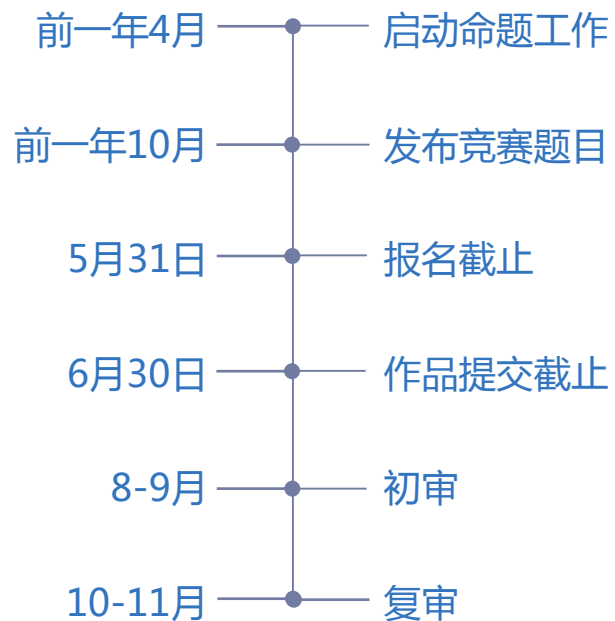 前一年4月 启动命题工作
前一年10月 发布竞赛题目
5月31日 报名截止
6月30日 作品提交截止
8-9月 初审
10-11月 复审